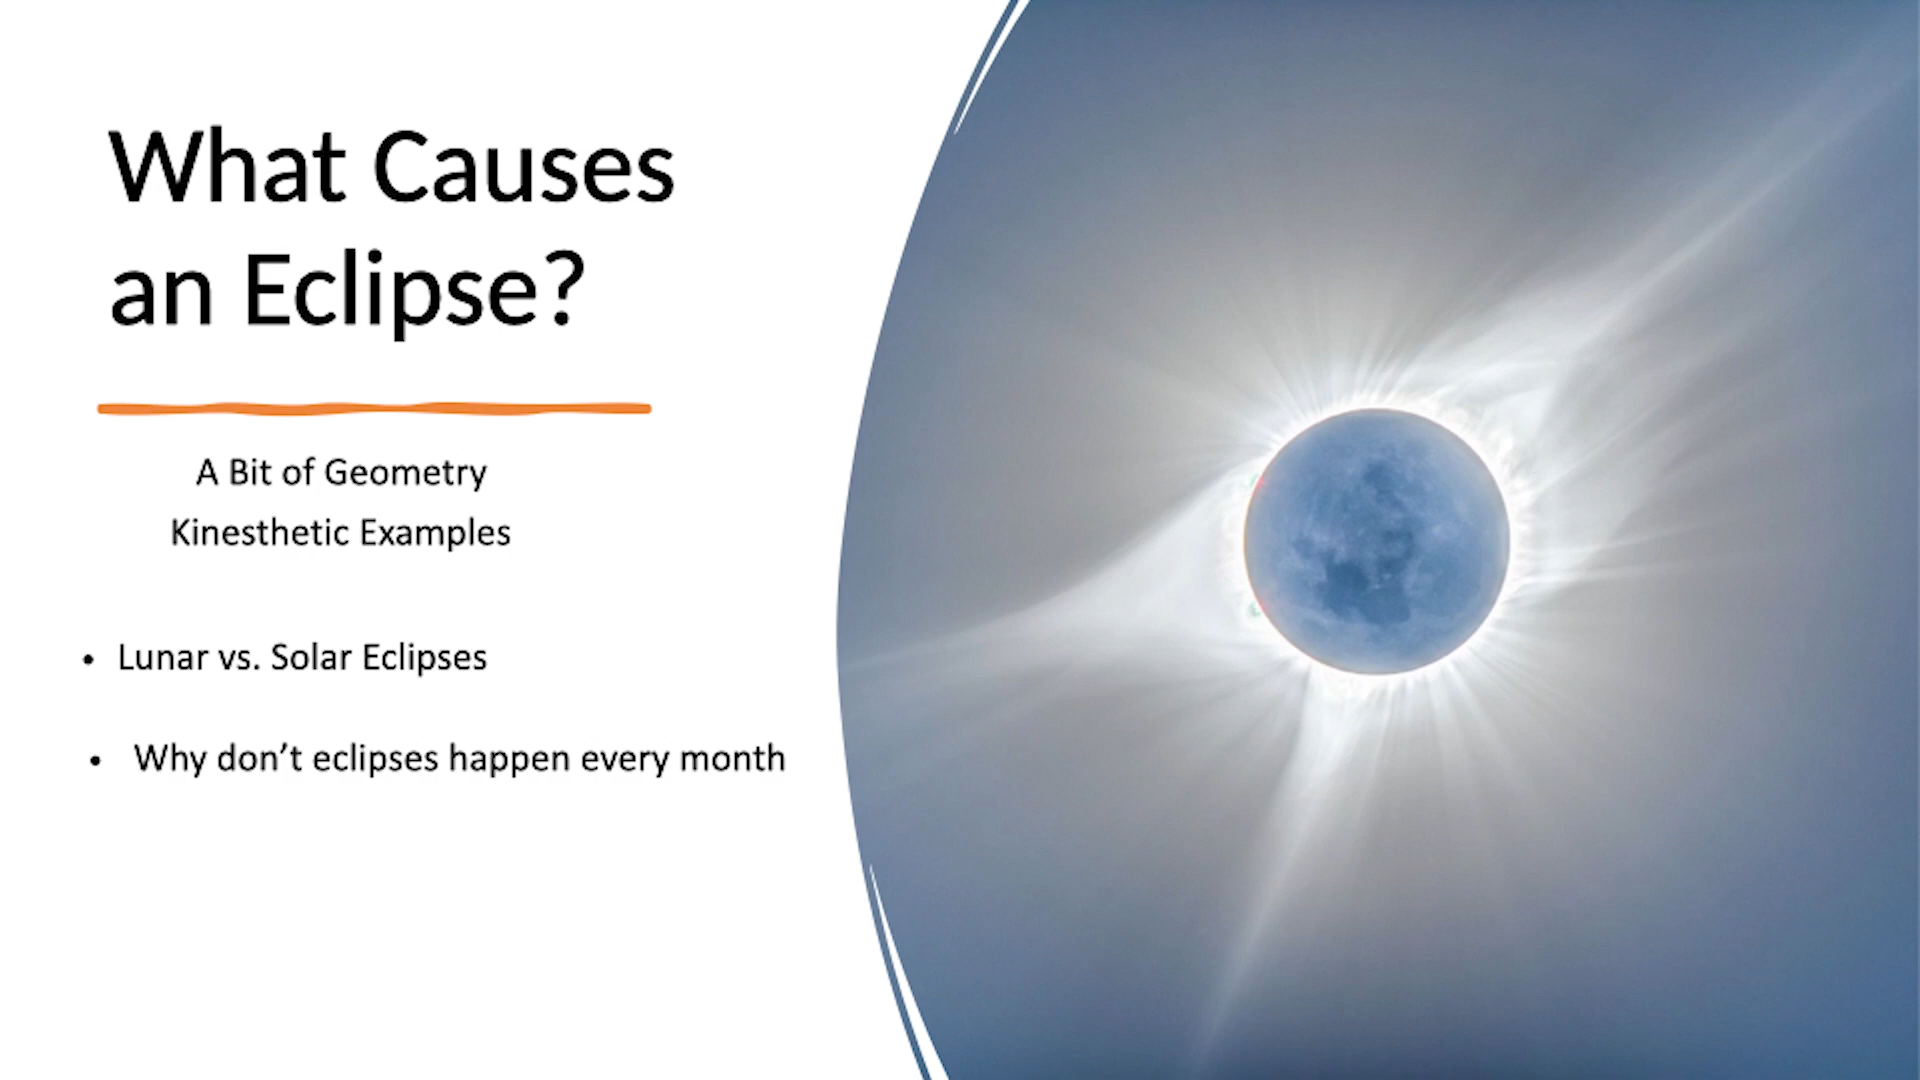 What Causes
an Eclipse?
A Bit of Geometry
Kinesthetic Examples
• Lunar vs. Solar Eclipses
• Why don’t eclipses happen every month